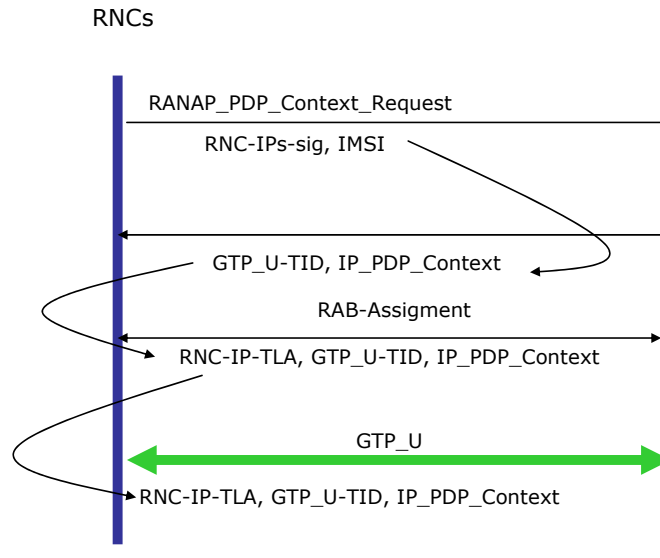 RNCs
RANAP_PDP_Context_Request
RNC-IPs-sig, IMSI
GTP_U-TID, IP_PDP_Context
RAB-Assigment
RNC-IP-TLA, GTP_U-TID, IP_PDP_Context
GTP_U
RNC-IP-TLA, GTP_U-TID, IP_PDP_Context